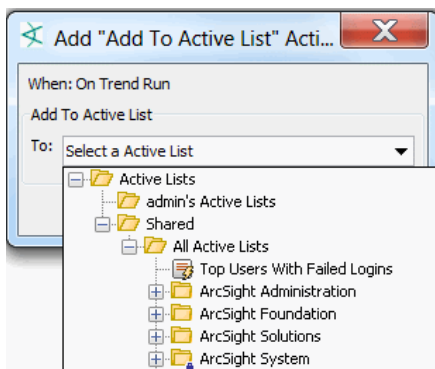 Add "Add To Active List" Acti...
When: On Trend Run
Add To Active List
To: Select a Active List
Active Lists
admin's Active Lists
Shared
All Active Lists
Top Users With Failed Logins
ArcSight Administration
ArcSight Foundation
ArcSight Solutions
ArcSight System